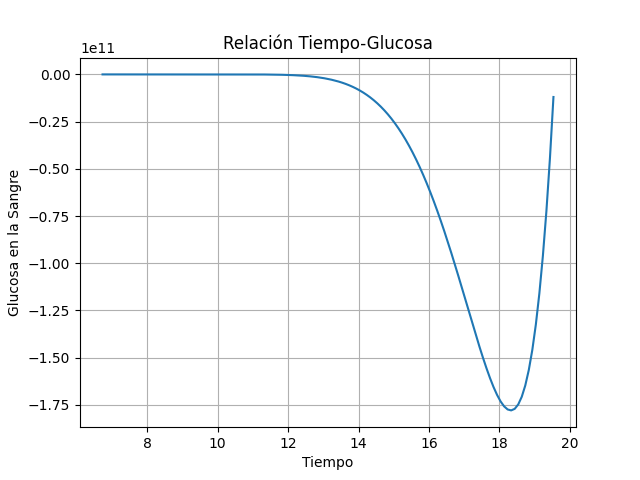 Relación Tiempo-Glucosa
1e11
0.00
−0.25
−0.50
−0.75
−1.00
−1.25
−1.50
−1.75
Glucosa en la Sangre
8 10 12 14 16 18 20
Tiempo